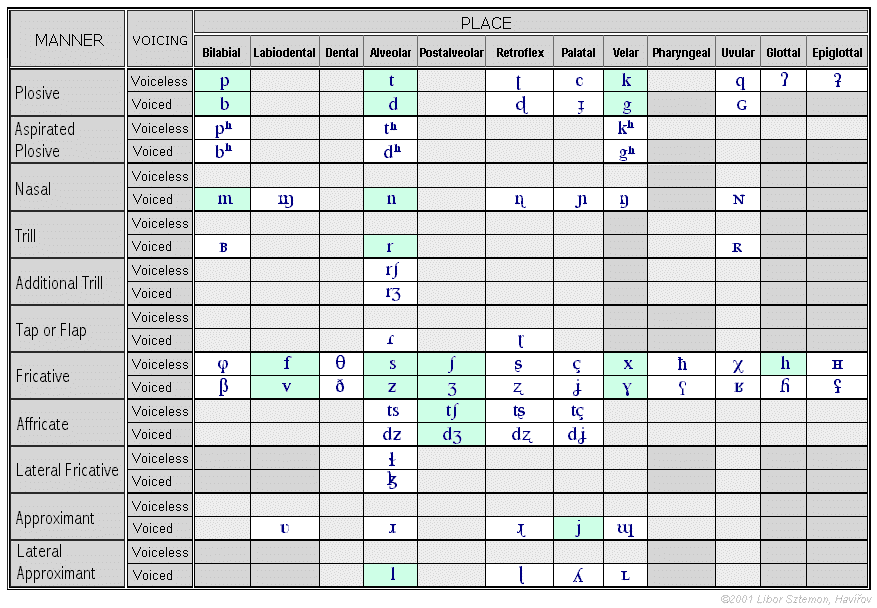 MANNER VOICING PLACE
Bilabial Labiodental Dental Alveolar Postalveolar Retroflex Palatal Velar Pharyngeal Uvular Glottal Epiglottal
Plosive Voiceless p t ʈ c k q ʔ ʡ
Voiced b d ɖ ɟ g ɢ
Aspirated Plosive Voiceless pʰ tʰ kʰ
Voiced bʰ dʰ gʰ
Nasal Voiceless
Voiced m ɱ n ɳ ɲ ŋ ɴ
Trill Voiceless
Voiced ʙ r ʀ
Additional Trill Voiceless rʃ
Voiced rʒ
Tap or Flap Voiceless
Voiced ɾ ɽ
Fricative Voiceless φ f θ s ʃ ʂ ç x ħ χ h ʜ
Voiced β v ð z ʒ ʐ ʝ ɣ ʕ ʁ ɦ ʢ
Affricate Voiceless ts tʃ tʂ tç
Voiced dz dʒ dʐ dʝ
Lateral Fricative Voiceless ɬ
Voiced ɮ
Approximant Voiceless
Voiced ʋ ɹ ɻ j ɰ
Lateral Approximant Voiceless
Voiced l ɭ ʎ ʟ
©2001 Libor Sztemon, Havířov